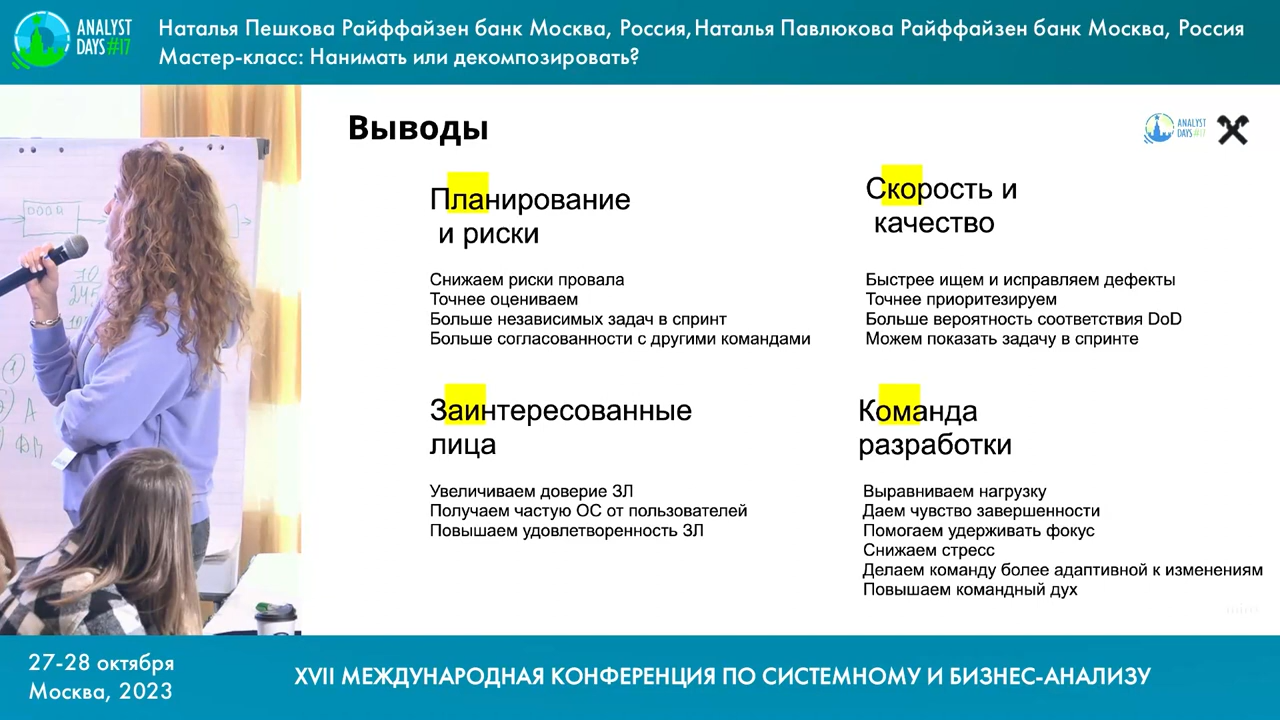 ANALYST
DAYS#17
Наталья Пешкова Райффайзен банк Москва, Россия, Наталья Павлюкова Райффайзен банк Москва, Россия
Мастер-класс: Нанимать или декомпозировать?
Выводы
ANALYST
DAYS#17
Планирование
и риски
Снижаем риски провала
Точнее оцениваем
Больше независимых задач в спринт
Больше согласованности с другими командами
Скорость и
качество
Быстрее ищем и исправляем дефекты
Точнее приоритезируем
Больше вероятность соответствия DoD
Можем показать задачу в спринте
Заинтересованные
лица
Увеличиваем доверие ЗЛ
Получаем частую ОС от пользователей
Повышаем удовлетворенность ЗЛ
Команда
разработки
Выравниваем нагрузку
Даем чувство завершенности
Помогаем удерживать фокус
Снижаем стресс
Делаем команду более адаптивной к изменениям
Повышаем командный дух
miro
27-28 октября
Москва, 2023
XVII МЕЖДУНАРОДНАЯ КОНФЕРЕНЦИЯ ПО СИСТЕМНОМУ И БИЗНЕС-АНАЛИЗУ